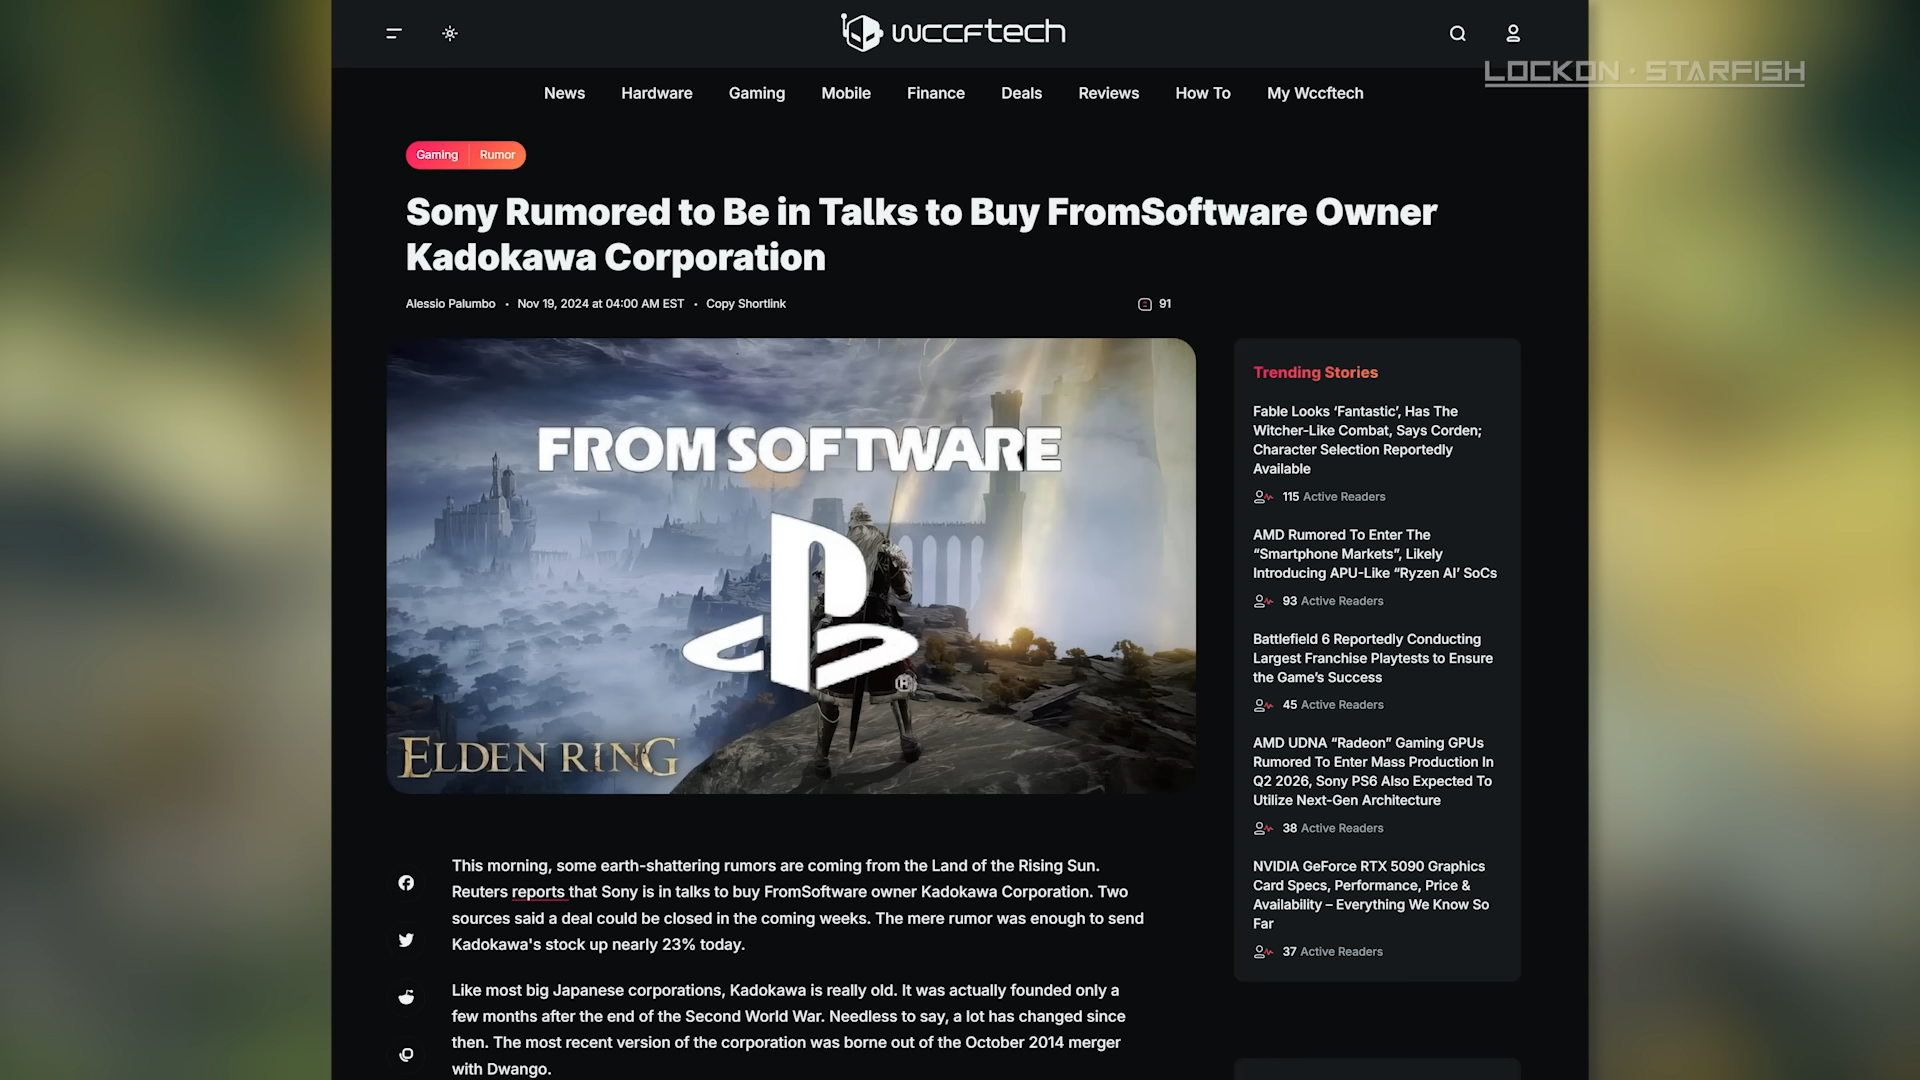 wccftech
LOCKON · STARFISH
News Hardware Gaming Mobile Finance Deals Reviews How To My Wccftech
Gaming Rumor
Sony Rumored to Be in Talks to Buy FromSoftware Owner
Kadokawa Corporation
Alessio Palumbo • Nov 19, 2024 at 04:00 AM EST • Copy Shortlink
91
FROMSOFTWARE
ELDEN RING
This morning, some earth-shattering rumors are coming from the Land of the Rising Sun.
Reuters reports that Sony is in talks to buy FromSoftware owner Kadokawa Corporation. Two
sources said a deal could be closed in the coming weeks. The mere rumor was enough to send
Kadokawa's stock up nearly 23% today.
Like most big Japanese corporations, Kadokawa is really old. It was actually founded only a
few months after the end of the Second World War. Needless to say, a lot has changed since
then. The most recent version of the corporation was borne out of the October 2014 merger
with Dwango.
Trending Stories
Fable Looks ‘Fantastic’, Has The
Witcher-Like Combat, Says Corden;
Character Selection Reportedly
Available
115 Active Readers
AMD Rumored To Enter The
“Smartphone Markets”, Likely
Introducing APU-Like “Ryzen AI’ SoCs
93 Active Readers
Battlefield 6 Reportedly Conducting
Largest Franchise Playtests to Ensure
the Game’s Success
45 Active Readers
AMD UDNA “Radeon” Gaming GPUs
Rumored To Enter Mass Production In
Q2 2026, Sony PS6 Also Expected To
Utilize Next-Gen Architecture
38 Active Readers
NVIDIA GeForce RTX 5090 Graphics
Card Specs, Performance, Price &
Availability – Everything We Know So
Far
37 Active Readers